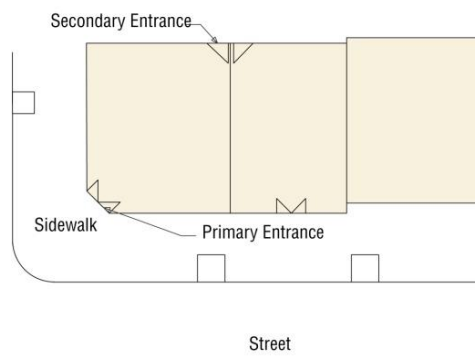 Secondary Entrance
Sidewalk
Primary Entrance
Street